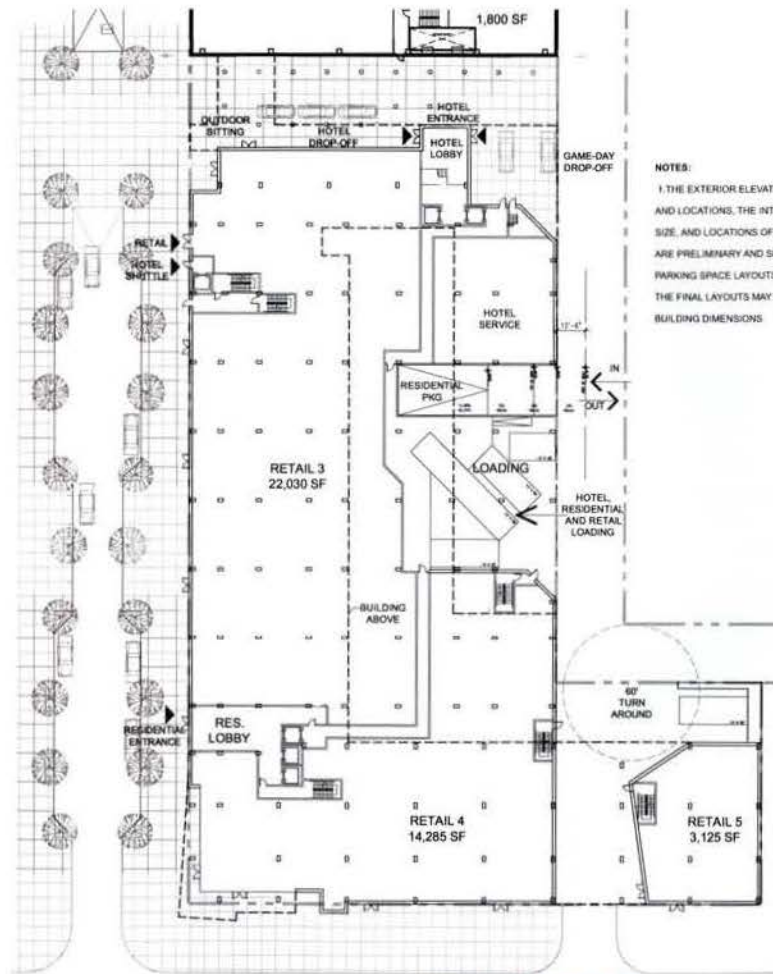 1,800 SF
OUTDOOR
SITTING
HOTEL
DROP-OFF
HOTEL
ENTRANCE
HOTEL
LOBBY
GAME-DAY
DROP-OFF
NOTES:
1.THE EXTERIOR ELEVAT
AND LOCATIONS, THE INT
SIZE, AND LOCATIONS OF
ARE PRELIMINARY AND S
PARKING SPACE LAYOUTS
THE FINAL LAYOUTS MAY
BUILDING DIMENSIONS
RETAIL
HOTEL
SHUTTLE
HOTEL
SERVICE
RESIDENTIAL
PKG
IN
OUT
RETAIL 3
22,030 SF
LOADING
HOTEL,
RESIDENTIAL
AND RETAIL
LOADING
BUILDING
ABOVE
RES.
LOBBY
RESIDENTIAL
ENTRANCE
60'
TURN
AROUND
RETAIL 4
14,285 SF
RETAIL 5
3,125 SF